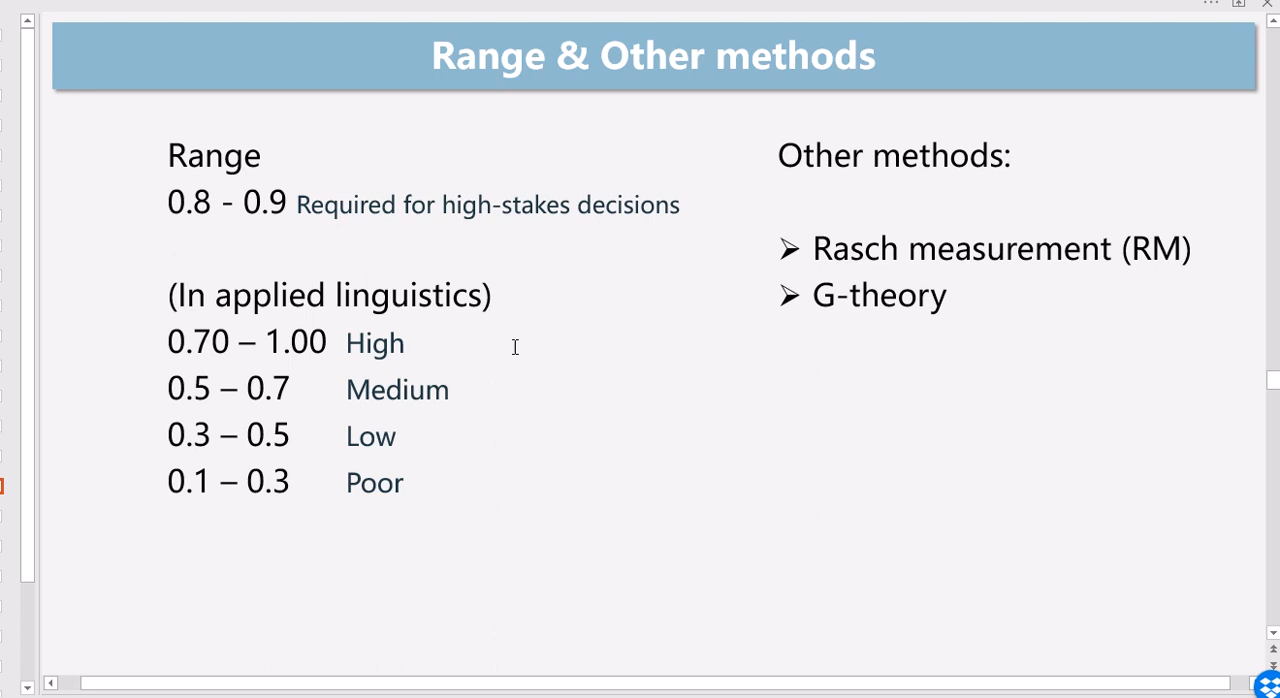 Range & Other methods
Range
0.8 - 0.9 Required for high-stakes decisions
(In applied linguistics)
0.70 – 1.00 High
0.5 – 0.7 Medium
0.3 – 0.5 Low
0.1 – 0.3 Poor
Other methods:
➢ Rasch measurement (RM)
➢ G-theory